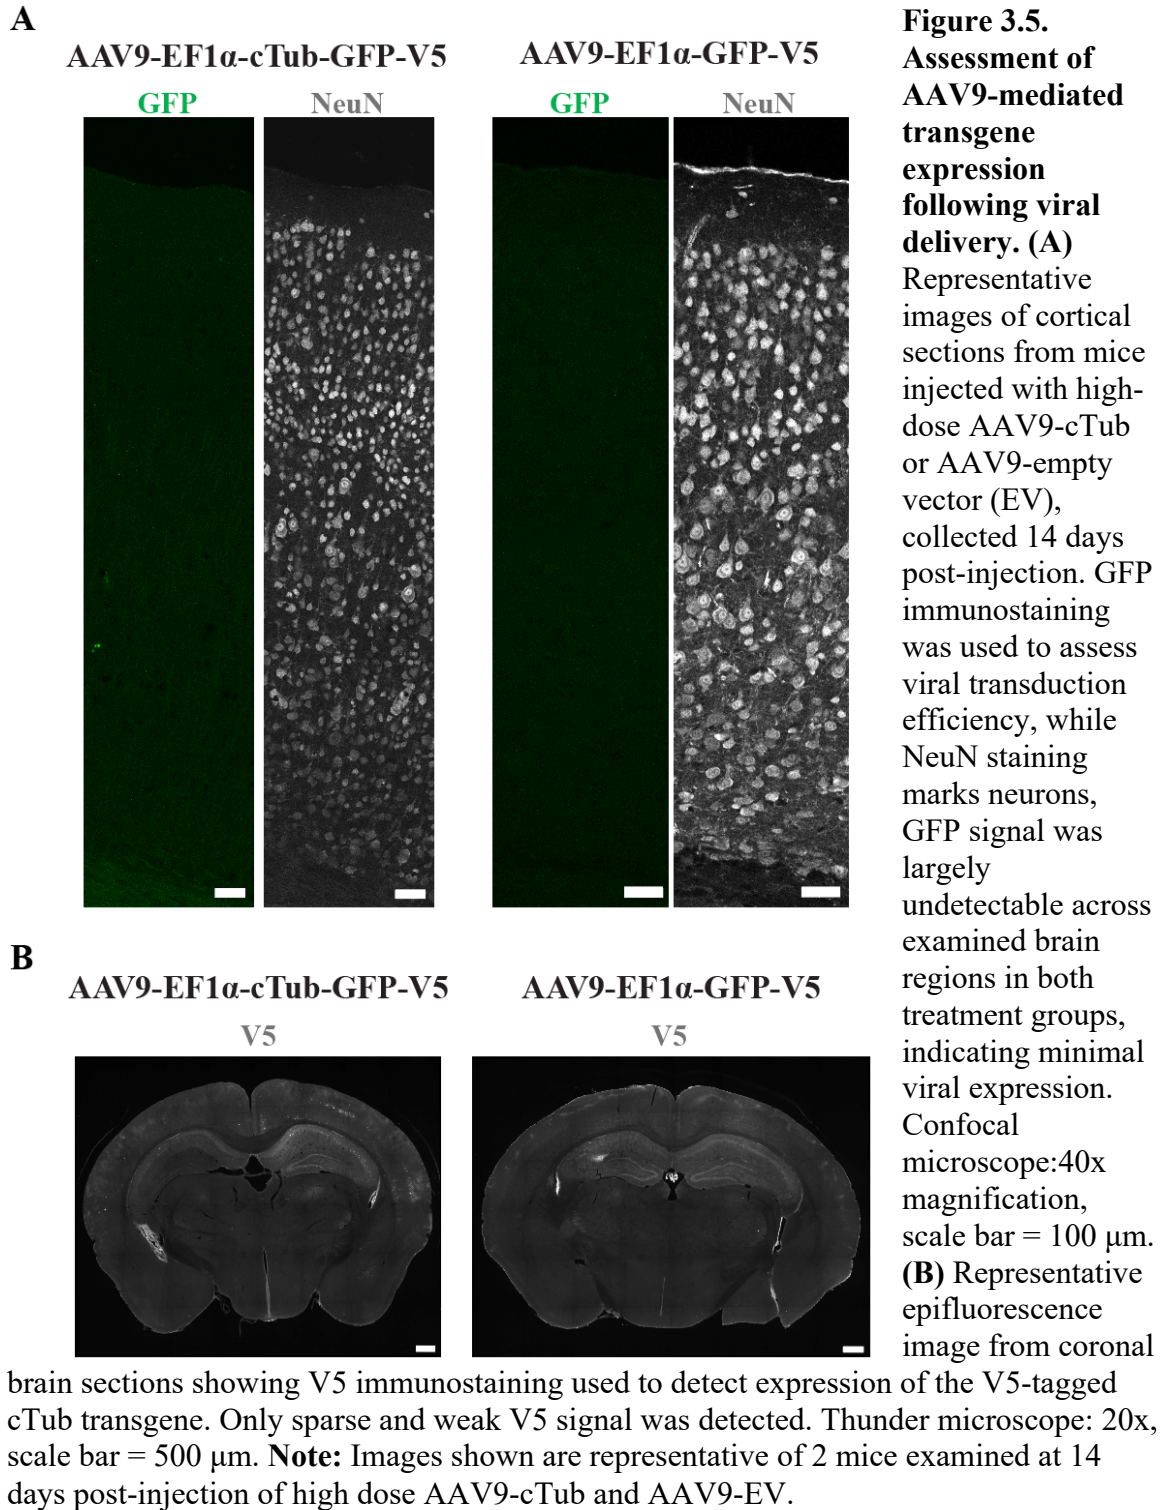 A
AAV9-EF1α-cTub-GFP-V5
AAV9-EF1α-GFP-V5
GFP
NeuN
GFP
NeuN
B
AAV9-EF1α-cTub-GFP-V5
AAV9-EF1α-GFP-V5
V5
V5
Figure 3.5.
Assessment of
AAV9-mediated
transgene
expression
following viral
delivery. (A)
Representative
images of cortical
sections from mice
injected with high-
dose AAV9-cTub
or AAV9-empty
vector (EV),
collected 14 days
post-injection. GFP
immunostaining
was used to assess
viral transduction
efficiency, while
NeuN staining
marks neurons,
GFP signal was
largely
undetectable across
examined brain
regions in both
treatment groups,
indicating minimal
viral expression.
Confocal
microscope:40x
magnification,
scale bar = 100 μm.
(B) Representative
epifluorescence
image from coronal
brain sections showing V5 immunostaining used to detect expression of the V5-tagged
cTub transgene. Only sparse and weak V5 signal was detected. Thunder microscope: 20x,
scale bar = 500 μm. Note: Images shown are representative of 2 mice examined at 14
days post-injection of high dose AAV9-cTub and AAV9-EV.